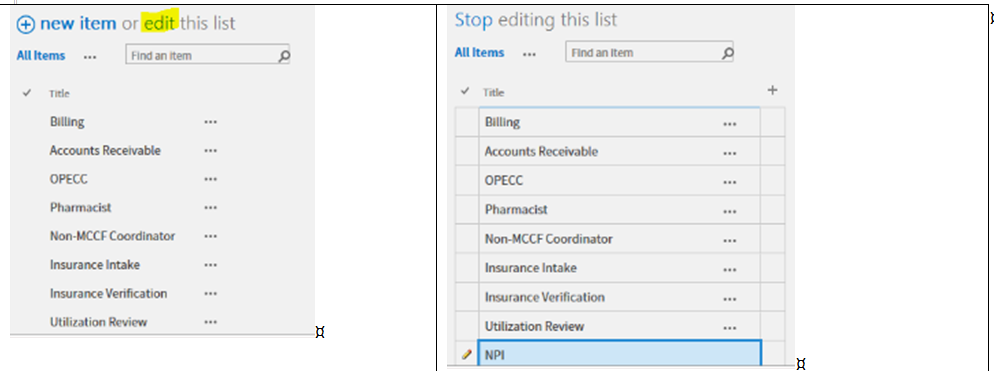 new item or edit this list
All Items ... Find an item
Title
Billing ...
Accounts Receivable ...
OPECC ...
Pharmacist ...
Non-MCCF Coordinator ...
Insurance Intake ...
Insurance Verification ...
Utilization Review ...
Stop editing this list
All Items ... Find an item
Title +
Billing ...
Accounts Receivable ...
OPECC ...
Pharmacist ...
Non-MCCF Coordinator ...
Insurance Intake ...
Insurance Verification ...
Utilization Review ...
NPI